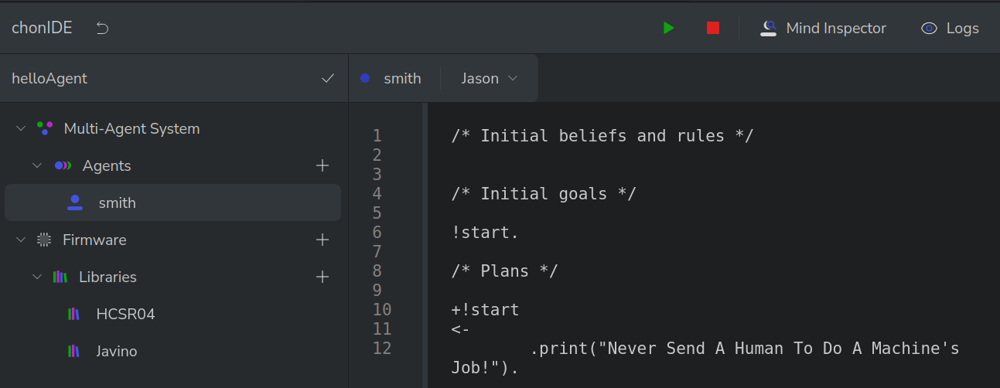 chonIDE
Mind Inspector
Logs
helloAgent
smith
Jason
Multi-Agent System
Agents
smith
Firmware
Libraries
HCSR04
Javino
1 /* Initial beliefs and rules */
2
3
4 /* Initial goals */
5
6 !start.
7
8 /* Plans */
9
10 +!start
11 <-
12 .print("Never Send A Human To Do A Machine's
Job!").